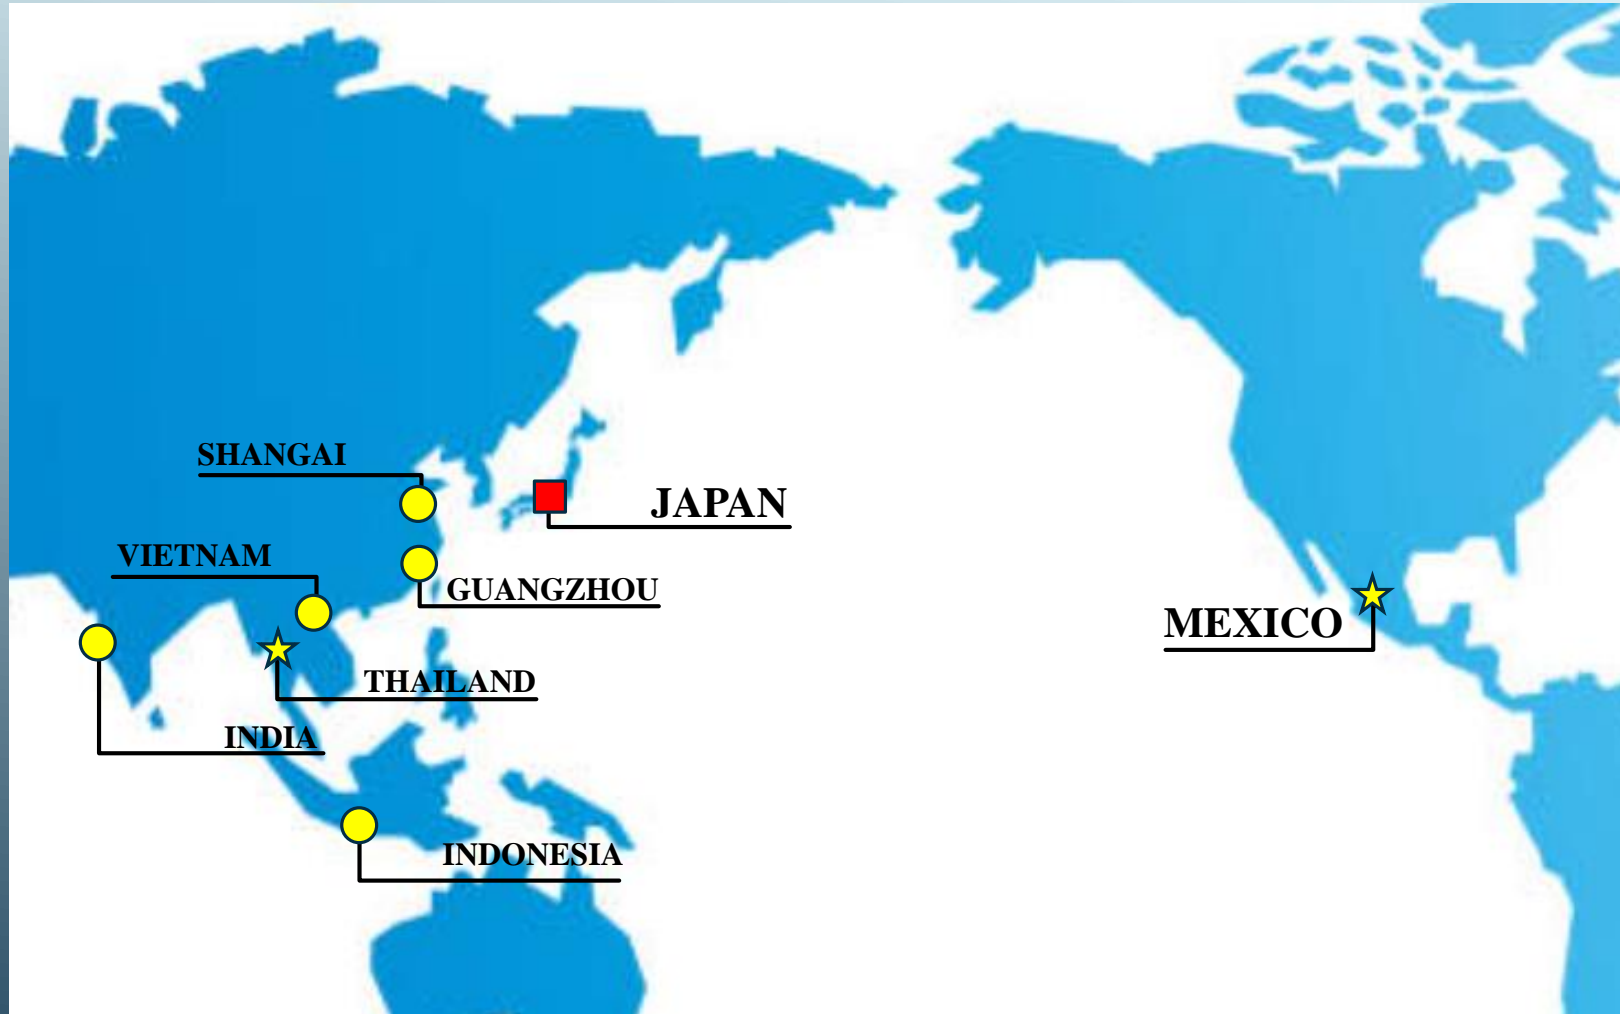 SHANGAI
JAPAN
VIETNAM
GUANGZHOU
MEXICO
THAILAND
INDIA
INDONESIA